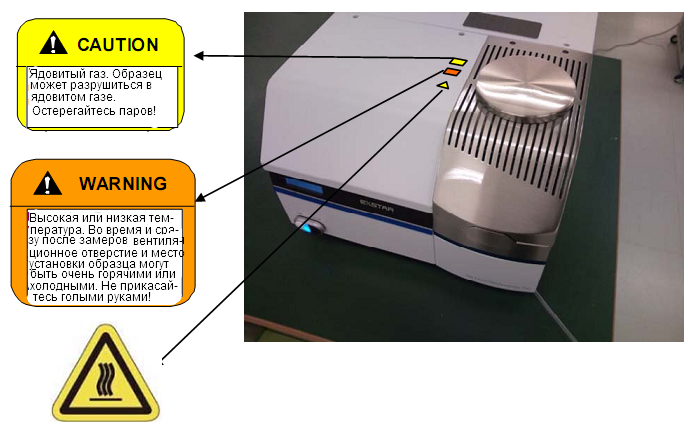 CAUTION
Ядовитый газ. Образец
может разрушиться в
ядовитом газе.
Остерегайтесь паров!
WARNING
Высокая или низкая тем-
пература. Во время и сра-
зу после замеров вентиля-
ционное отверстие и место
установки образца могут
быть очень горячими или
холодными. Не прикасай-
тесь голыми руками!
EXSTAR